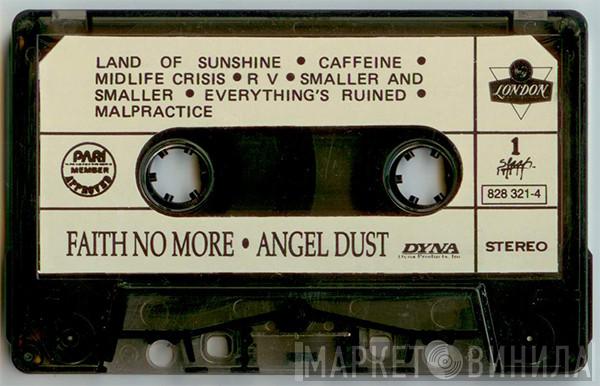 LAND OF SUNSHINE • CAFFEINE •
MIDLIFE CRISIS • R V • SMALLER AND
SMALLER • EVERYTHING'S RUINED •
MALPRACTICE
LONDON
PARI
MEMBER
APPROVED
1
828 321-4
FAITH NO MORE • ANGEL DUST
DYNA
Dyna Products, Inc
STEREO
МАРКЕТ ВИНИЛА